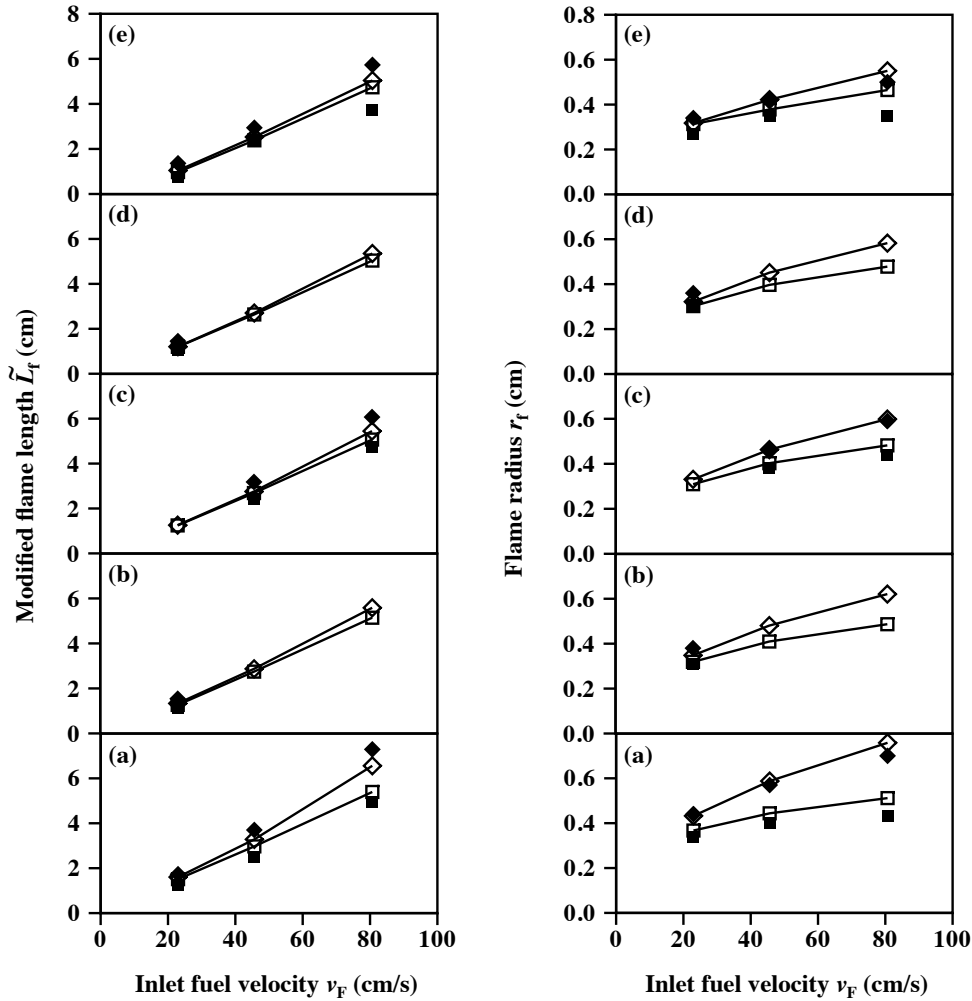 8
(e)
6
4
2
0
(d)
6
4
2
0
(c)
6
4
2
0
(b)
6
4
2
0
(a)
6
4
2
0
0 20 40 60 80 100
Modified flame length L̃f (cm)
Inlet fuel velocity vF (cm/s)
0.8
(e)
0.6
0.4
0.2
0.0
(d)
0.6
0.4
0.2
0.0
(c)
0.6
0.4
0.2
0.0
(b)
0.6
0.4
0.2
0.0
(a)
0.6
0.4
0.2
0.0
0 20 40 60 80 100
Flame radius rf (cm)
Inlet fuel velocity vF (cm/s)